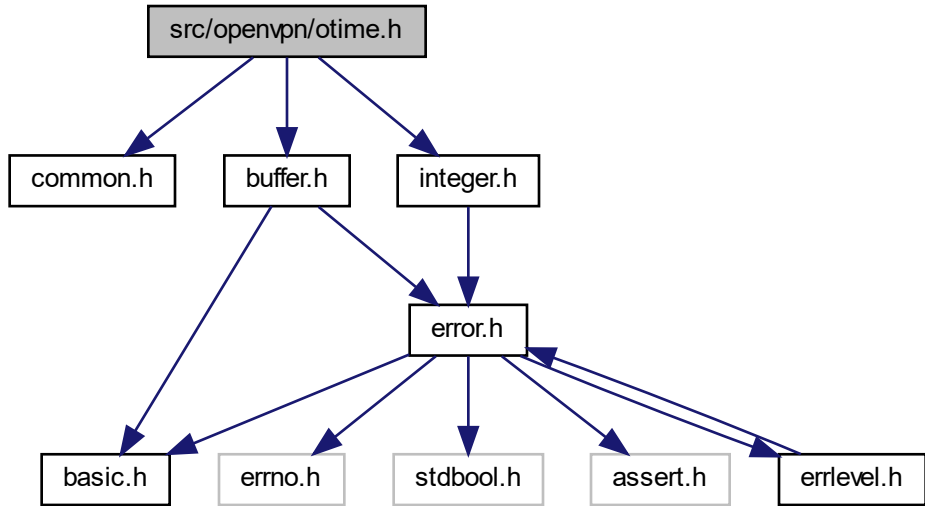 src/openvpn/otime.h
common.h
buffer.h
integer.h
error.h
basic.h
errno.h
stdbool.h
assert.h
errlevel.h